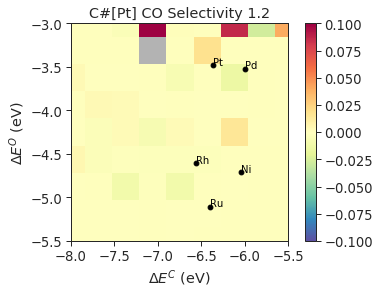 C#[Pt] CO Selectivity 1.2
ΔE^O (eV)
−3.0
−3.5
−4.0
−4.5
−5.0
−5.5
Pt
Pd
Rh
Ni
Ru
−8.0 −7.5 −7.0 −6.5 −6.0 −5.5
ΔE^C (eV)
0.100
0.075
0.050
0.025
0.000
−0.025
−0.050
−0.075
−0.100